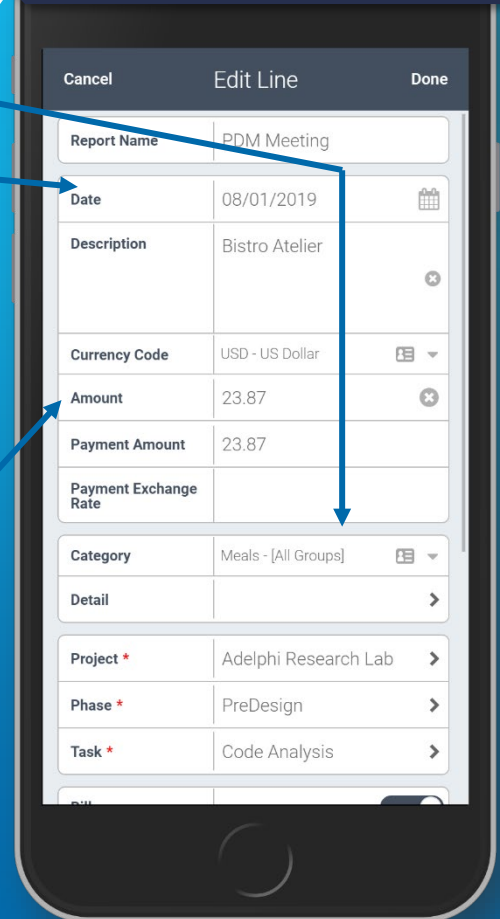 Cancel Edit Line Done
Report Name PDM Meeting
Date 08/01/2019
Description Bistro Atelier
Currency Code USD - US Dollar
Amount 23.87
Payment Amount 23.87
Payment Exchange
Rate
Category Meals - [All Groups]
Detail
Project * Adelphi Research Lab
Phase * PreDesign
Task * Code Analysis